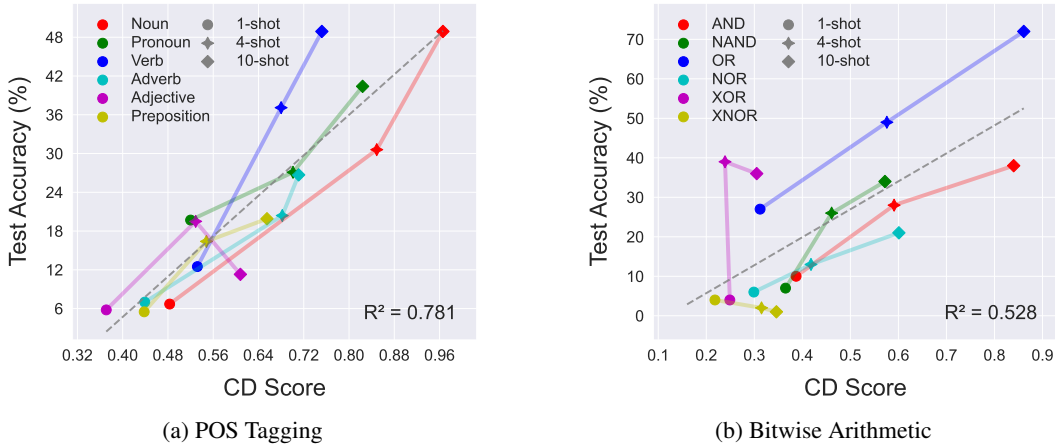 Noun
Pronoun
Verb
Adverb
Adjective
Preposition
1-shot
4-shot
10-shot
48
42
36
30
24
18
12
6
Test Accuracy (%)
R² = 0.781
0.32 0.40 0.48 0.56 0.64 0.72 0.80 0.88 0.96
CD Score
(a) POS Tagging
AND
NAND
OR
NOR
XOR
XNOR
1-shot
4-shot
10-shot
70
60
50
40
30
20
10
0
Test Accuracy (%)
R² = 0.528
0.1 0.2 0.3 0.4 0.5 0.6 0.7 0.8 0.9
CD Score
(b) Bitwise Arithmetic